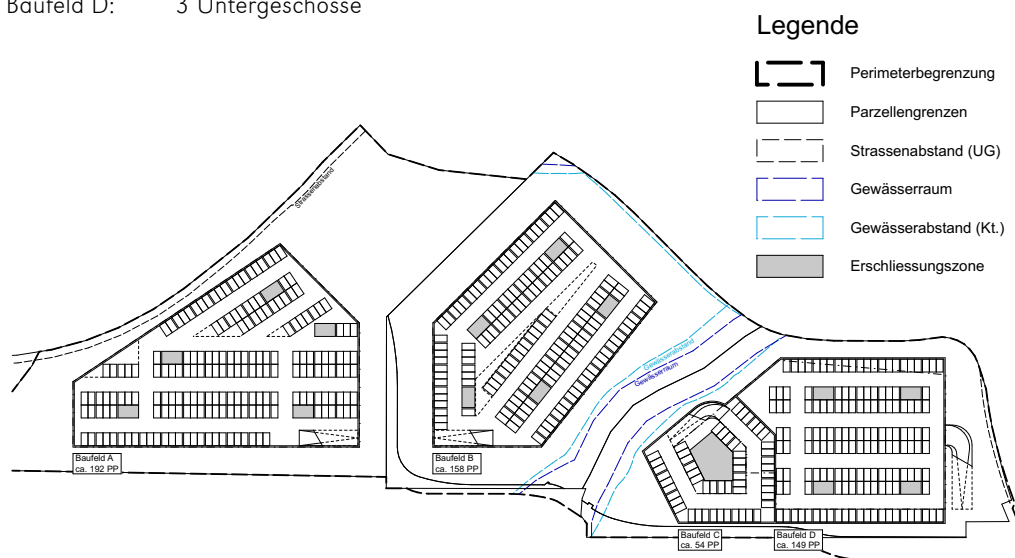 Baufeld D: 3 Untergeschosse
Legende
Perimeterbegrenzung
Parzellengrenzen
Strassenabstand (UG)
Gewässerraum
Gewässerabstand (Kt.)
Erschliessungszone
Strassenabstand
Gewässerabstand
Gewässerraum
Baufeld A
ca. 192 PP
Baufeld B
ca. 158 PP
Baufeld C
ca. 54 PP
Baufeld D
ca. 149 PP